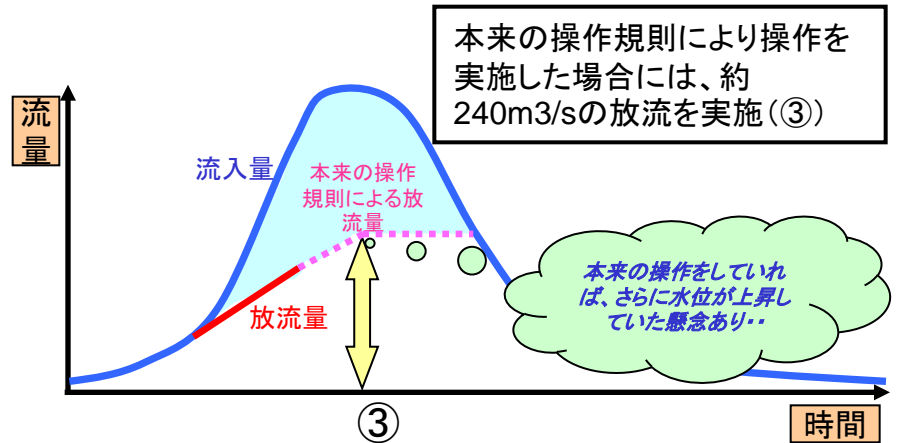 本来の操作規則により操作を
実施した場合には、約
240m3/sの放流を実施(③)
流
量
流入量
本来の操作
規則による放
流量
放流量
本来の操作をしていれ
ば、さらに水位が上昇し
ていた懸念あり・・
③
時間